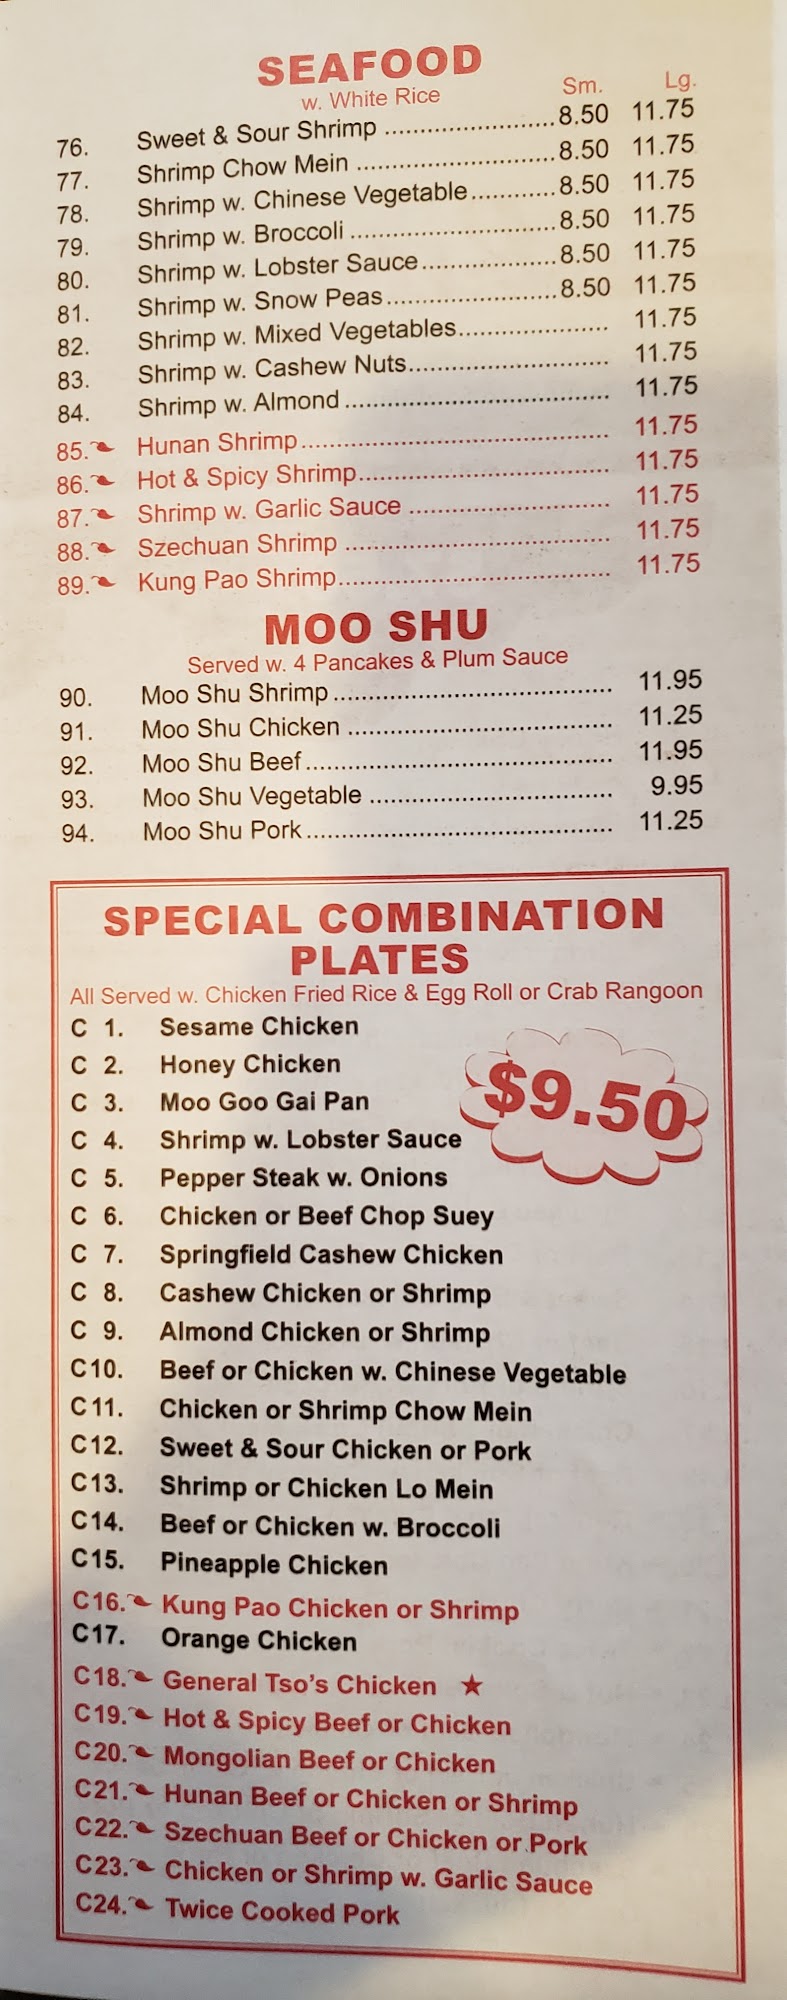 SEAFOOD
w. White Rice Sm. Lg.
76. Sweet & Sour Shrimp ........................ 8.50 11.75
77. Shrimp Chow Mein ............................ 8.50 11.75
78. Shrimp w. Chinese Vegetable............ 8.50 11.75
79. Shrimp w. Broccoli ............................. 8.50 11.75
80. Shrimp w. Lobster Sauce................... 8.50 11.75
81. Shrimp w. Snow Peas........................ 8.50 11.75
82. Shrimp w. Mixed Vegetables..................... 11.75
83. Shrimp w. Cashew Nuts............................ 11.75
84. Shrimp w. Almond ..................................... 11.75
85. Hunan Shrimp........................................... 11.75
86. Hot & Spicy Shrimp................................... 11.75
87. Shrimp w. Garlic Sauce ............................ 11.75
88. Szechuan Shrimp ..................................... 11.75
89. Kung Pao Shrimp...................................... 11.75
MOO SHU
Served w. 4 Pancakes & Plum Sauce
90. Moo Shu Shrimp ....................................... 11.95
91. Moo Shu Chicken ..................................... 11.25
92. Moo Shu Beef........................................... 11.95
93. Moo Shu Vegetable .................................. 9.95
94. Moo Shu Pork........................................... 11.25
SPECIAL COMBINATION
PLATES
All Served w. Chicken Fried Rice & Egg Roll or Crab Rangoon
$9.50
C 1. Sesame Chicken
C 2. Honey Chicken
C 3. Moo Goo Gai Pan
C 4. Shrimp w. Lobster Sauce
C 5. Pepper Steak w. Onions
C 6. Chicken or Beef Chop Suey
C 7. Springfield Cashew Chicken
C 8. Cashew Chicken or Shrimp
C 9. Almond Chicken or Shrimp
C10. Beef or Chicken w. Chinese Vegetable
C11. Chicken or Shrimp Chow Mein
C12. Sweet & Sour Chicken or Pork
C13. Shrimp or Chicken Lo Mein
C14. Beef or Chicken w. Broccoli
C15. Pineapple Chicken
C16. Kung Pao Chicken or Shrimp
C17. Orange Chicken
C18. General Tso's Chicken ★
C19. Hot & Spicy Beef or Chicken
C20. Mongolian Beef or Chicken
C21. Hunan Beef or Chicken or Shrimp
C22. Szechuan Beef or Chicken or Pork
C23. Chicken or Shrimp w. Garlic Sauce
C24. Twice Cooked Pork